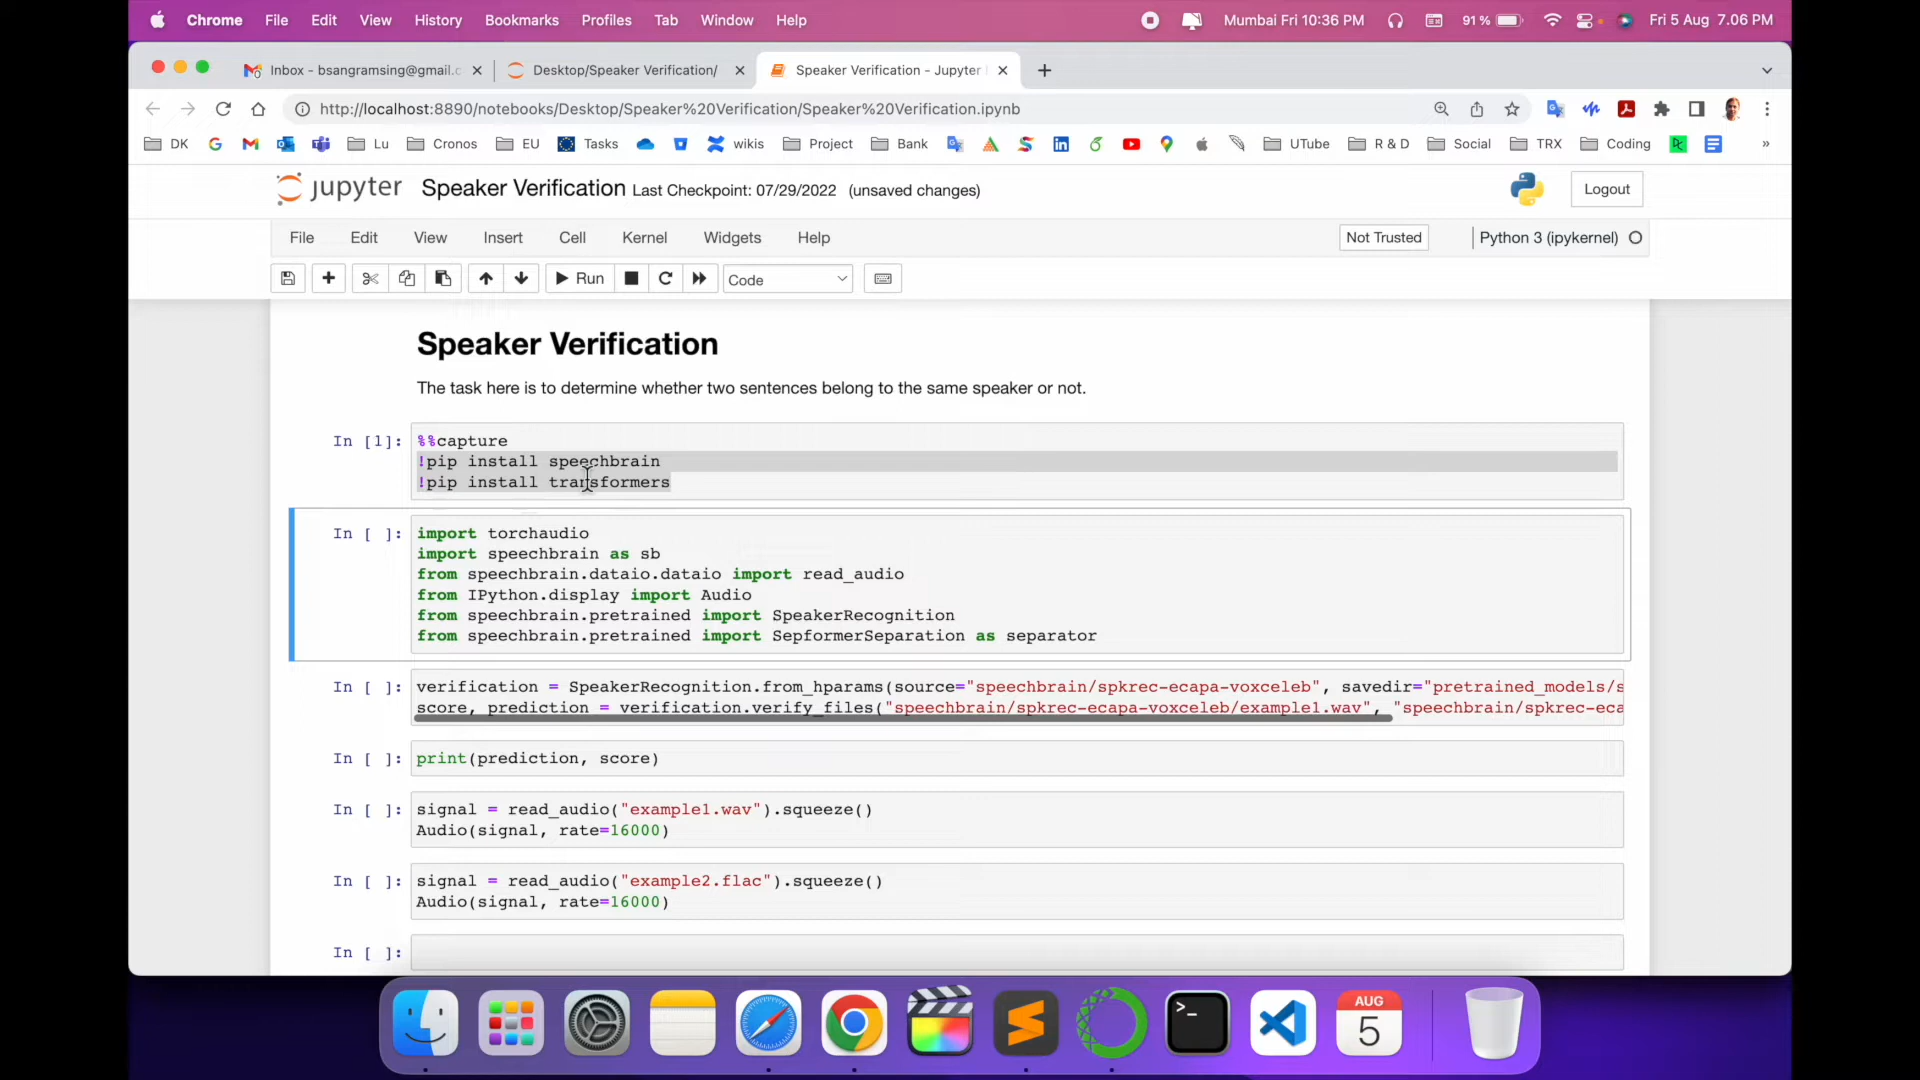 Chrome File Edit View History Bookmarks Profiles Tab Window Help Mumbai Fri 10:36 PM 91 % Fri 5 Aug 7.06 PM
Inbox - bsangramsing@gmail.c Desktop/Speaker Verification/ Speaker Verification - Jupyter
http://localhost:8890/notebooks/Desktop/Speaker%20Verification/Speaker%20Verification.ipynb
DK Lu Cronos EU Tasks wikis Project Bank UTube R & D Social TRX Coding »
jupyter Speaker Verification Last Checkpoint: 07/29/2022 (unsaved changes) Logout
File Edit View Insert Cell Kernel Widgets Help Not Trusted Python 3 (ipykernel)
Run Code
Speaker Verification
The task here is to determine whether two sentences belong to the same speaker or not.
In [1]: %%capture
!pip install speechbrain
!pip install transformers
In [ ]: import torchaudio
import speechbrain as sb
from speechbrain.dataio.dataio import read_audio
from IPython.display import Audio
from speechbrain.pretrained import SpeakerRecognition
from speechbrain.pretrained import SepformerSeparation as separator
In [ ]: verification = SpeakerRecognition.from_hparams(source="speechbrain/spkrec-ecapa-voxceleb", savedir="pretrained_models/s
score, prediction = verification.verify_files("speechbrain/spkrec-ecapa-voxceleb/example1.wav", "speechbrain/spkrec-eca
In [ ]: print(prediction, score)
In [ ]: signal = read_audio("example1.wav").squeeze()
Audio(signal, rate=16000)
In [ ]: signal = read_audio("example2.flac").squeeze()
Audio(signal, rate=16000)
In [ ]:
AUG
5